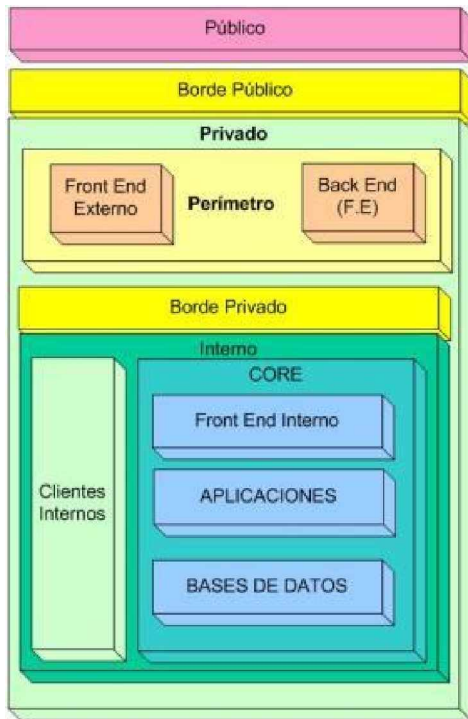 Público
Borde Público
Privado
Front End
Externo
Perímetro
Back End
(F.E)
Borde Privado
Interno
CORE
Front End Interno
Clientes
Internos
APLICACIONES
BASES DE DATOS